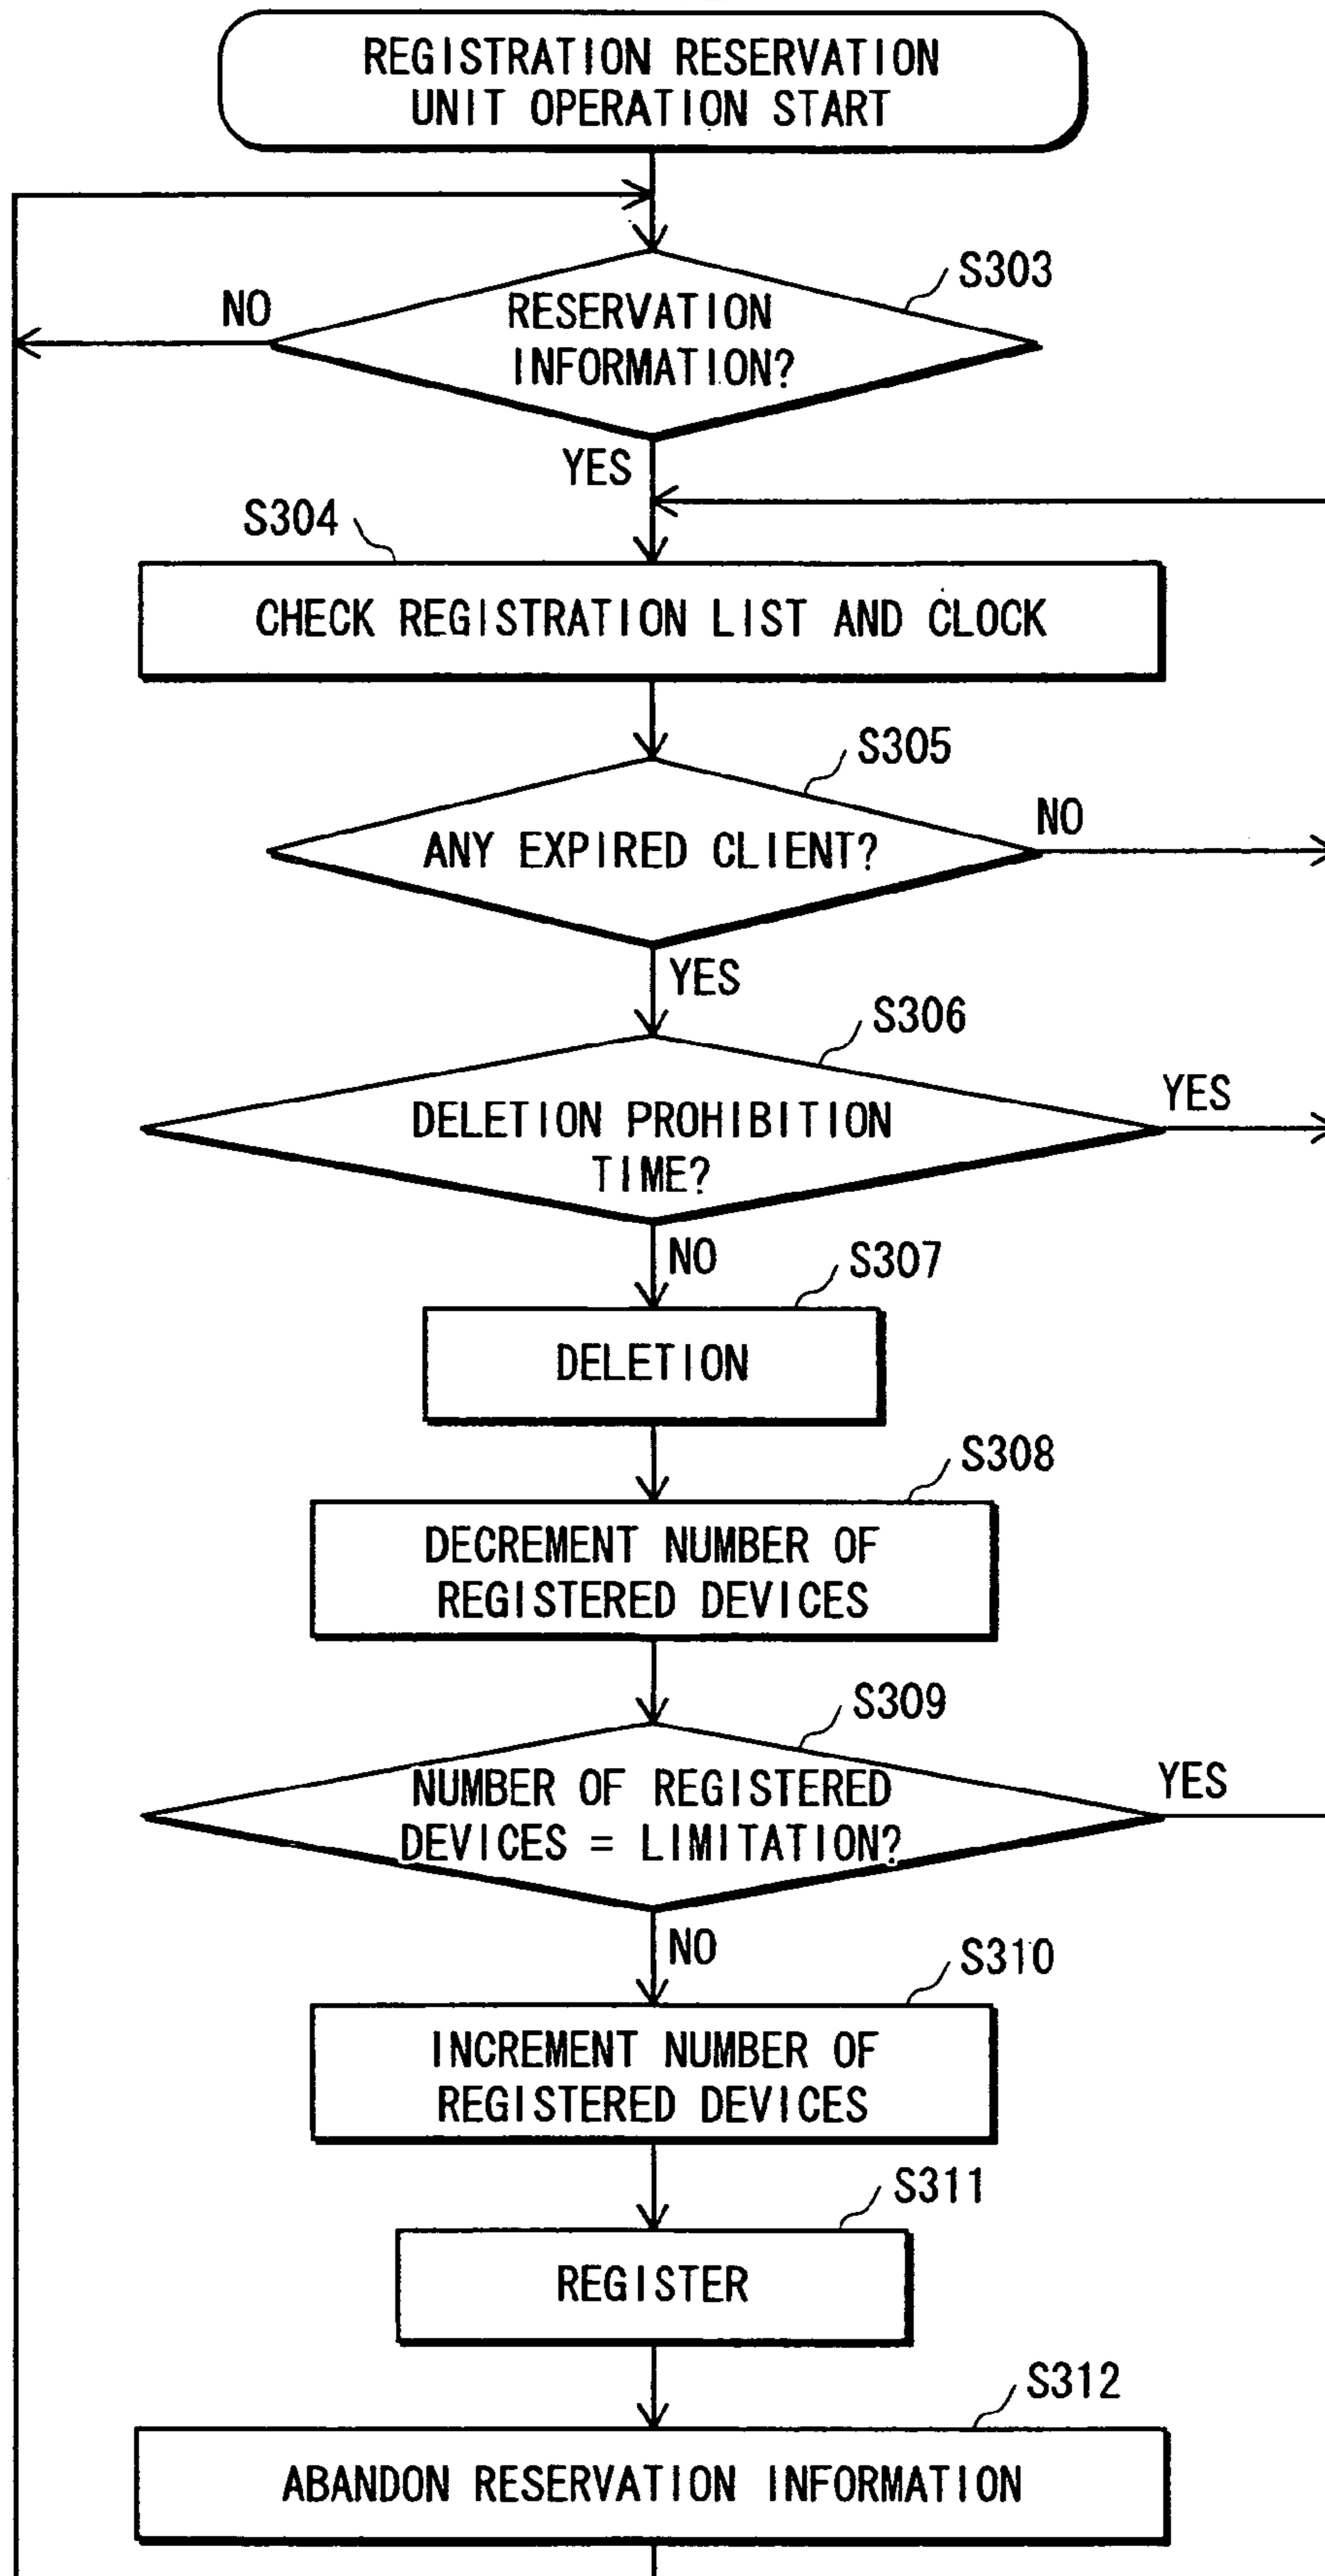 REGISTRATION RESERVATION
UNIT OPERATION START
S303
NO
RESERVATION
INFORMATION?
YES
S304
CHECK REGISTRATION LIST AND CLOCK
S305
NO
ANY EXPIRED CLIENT?
YES
S306
YES
DELETION PROHIBITION
TIME?
NO
S307
DELETION
S308
DECREMENT NUMBER OF
REGISTERED DEVICES
S309
YES
NUMBER OF REGISTERED
DEVICES = LIMITATION?
NO
S310
INCREMENT NUMBER OF
REGISTERED DEVICES
S311
REGISTER
S312
ABANDON RESERVATION INFORMATION